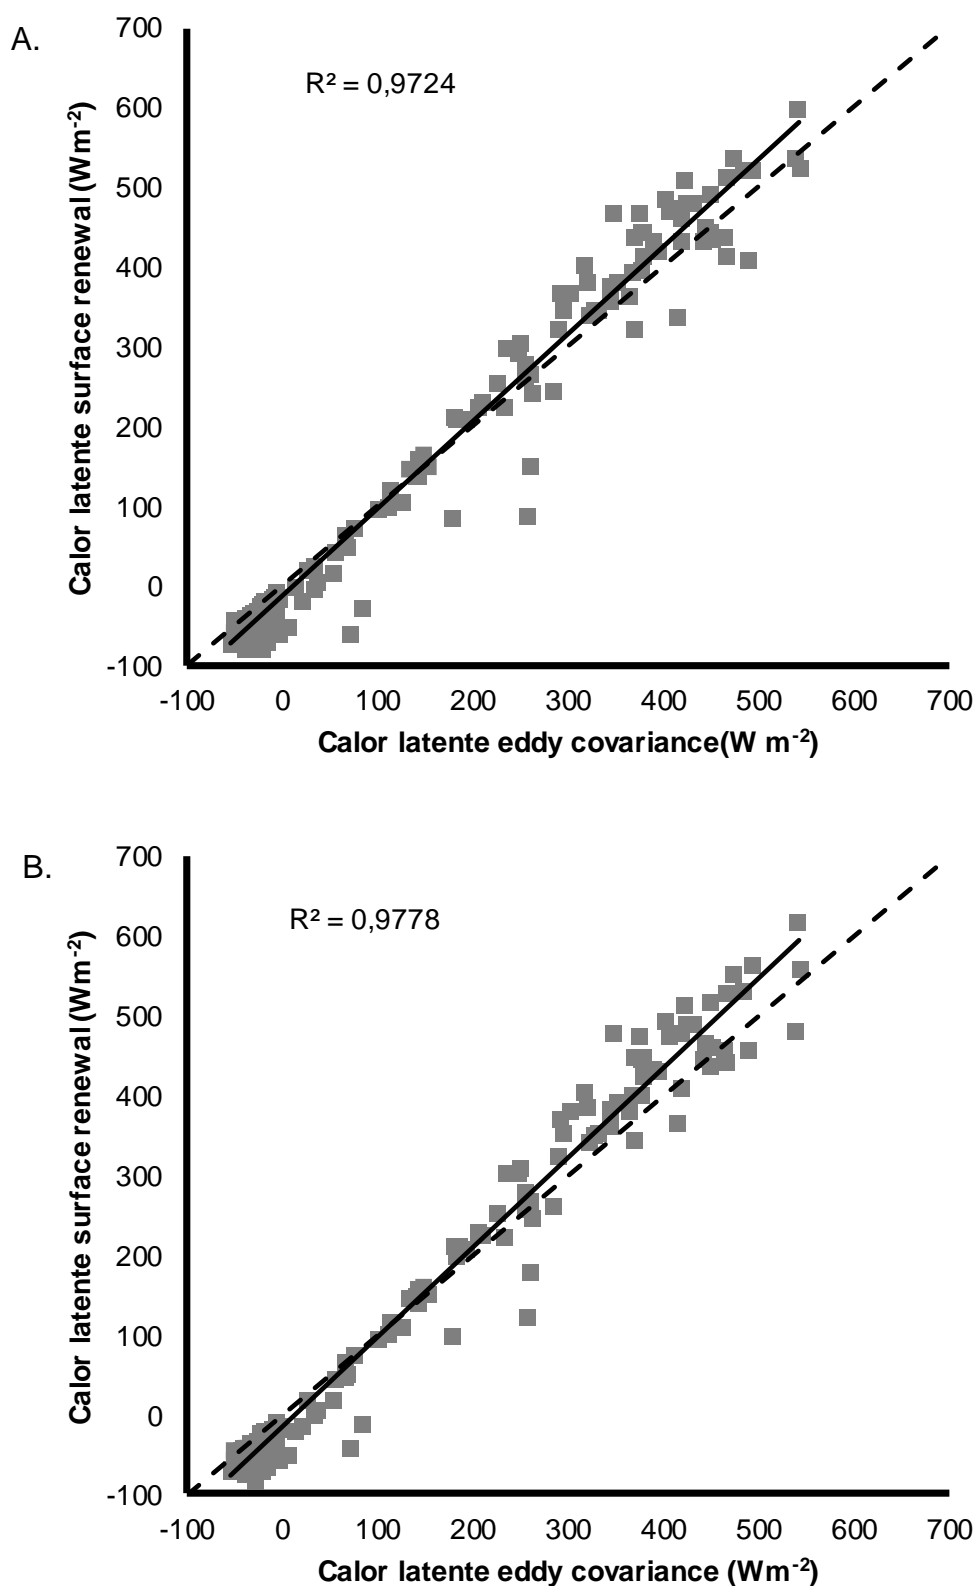 A.
R² = 0,9724
Calor latente surface renewal (Wm⁻²)
700
600
500
400
300
200
100
0
-100
-100 0 100 200 300 400 500 600 700
Calor latente eddy covariance(W m⁻²)
B.
R² = 0,9778
Calor latente surface renewal (Wm⁻²)
700
600
500
400
300
200
100
0
-100
-100 0 100 200 300 400 500 600 700
Calor latente eddy covariance (Wm⁻²)